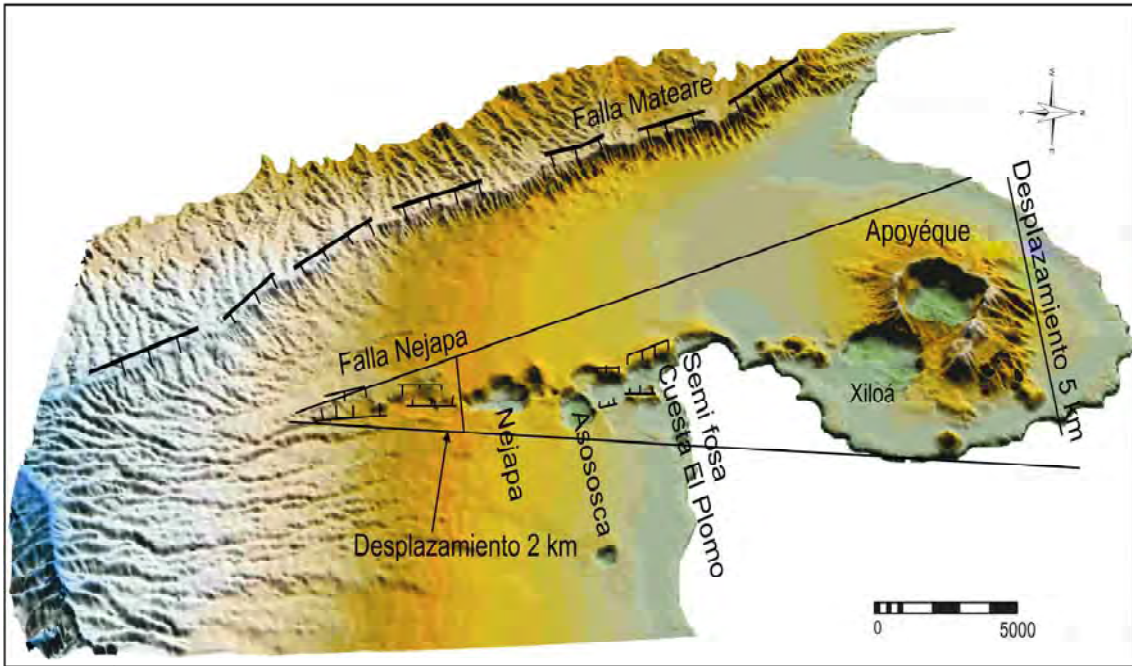 Falla Mateare
Apoyéque
Desplazamiento 5 km
Falla Nejapa
Xiloá
Semi fosa
Cuesta El Plomo
Nejapa
Asososca
Desplazamiento 2 km
0 5000